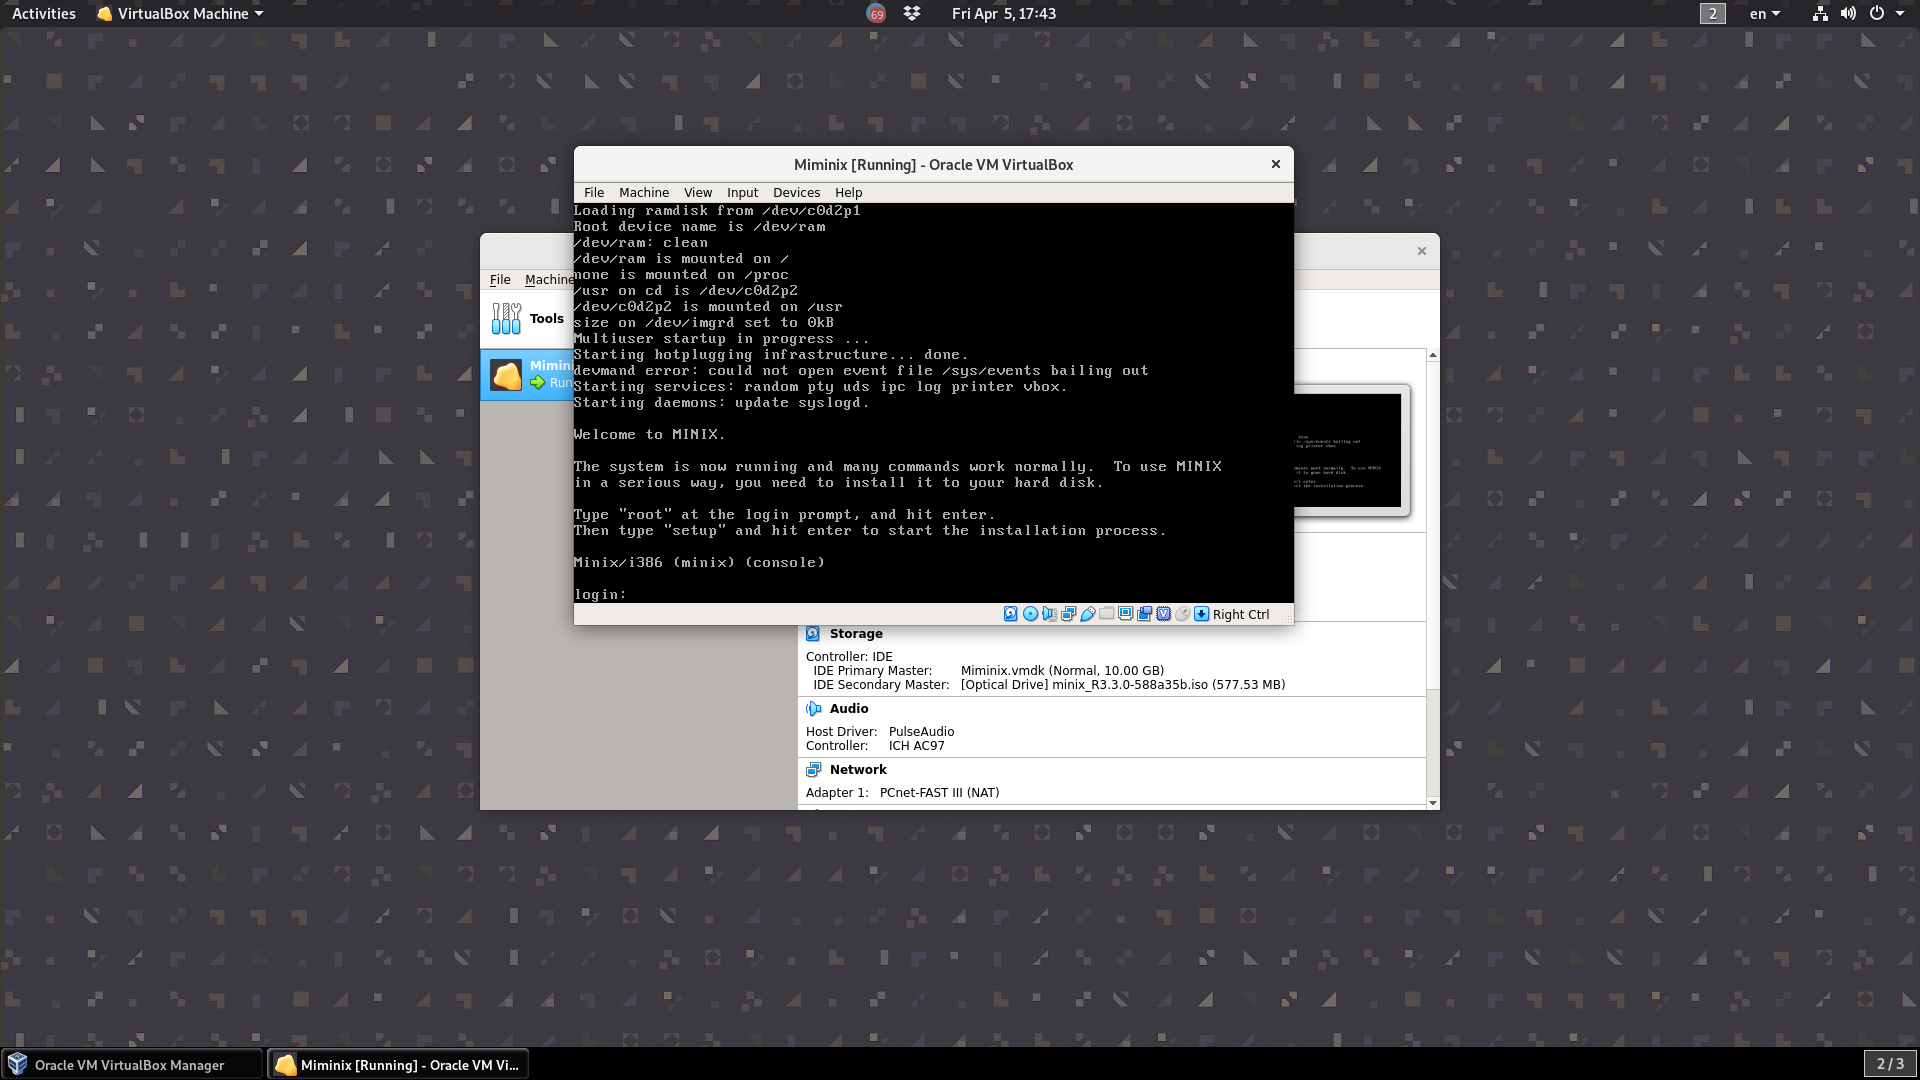 Activities
VirtualBox Machine
69
Fri Apr 5, 17:43
2
en
Miminix [Running] - Oracle VM VirtualBox
File Machine View Input Devices Help
Loading ramdisk from /dev/c0d2p1
Root device name is /dev/ram
/dev/ram: clean
/dev/ram is mounted on /
none is mounted on /proc
/usr on cd is /dev/c0d2p2
/dev/c0d2p2 is mounted on /usr
size on /dev/imgrd set to 0kB
Multiuser startup in progress ...
Starting hotplugging infrastructure... done.
devmand error: could not open event file /sys/events bailing out
Starting services: random pty uds ipc log printer vbox.
Starting daemons: update syslogd.
Welcome to MINIX.
The system is now running and many commands work normally.  To use MINIX
in a serious way, you need to install it to your hard disk.
Type "root" at the login prompt, and hit enter.
Then type "setup" and hit enter to start the installation process.
Minix/i386 (minix) (console)
login:
Right Ctrl
File Machine
Tools
Storage
Controller: IDE
IDE Primary Master: Miminix.vmdk (Normal, 10.00 GB)
IDE Secondary Master: [Optical Drive] minix_R3.3.0-588a35b.iso (577.53 MB)
Audio
Host Driver: PulseAudio
Controller: ICH AC97
Network
Adapter 1: PCnet-FAST III (NAT)
Oracle VM VirtualBox Manager
Miminix [Running] - Oracle VM Vi...
2 / 3